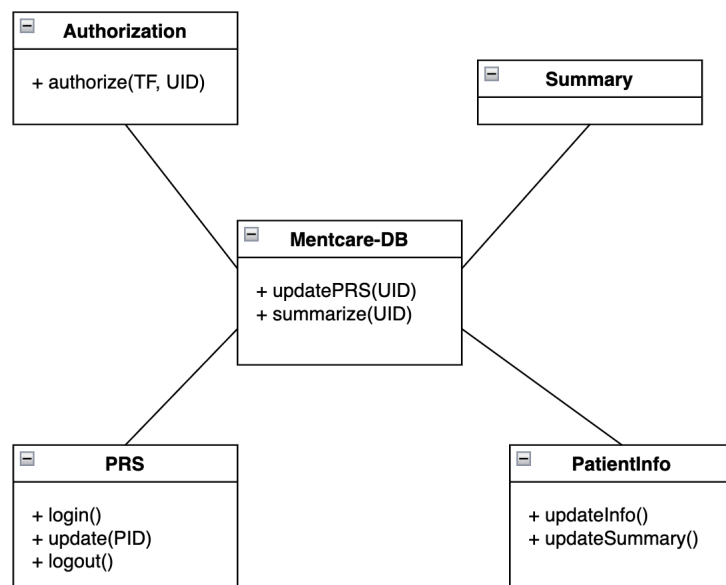 Authorization
+ authorize(TF, UID)
Summary
Mentcare-DB
+ updatePRS(UID)
+ summarize(UID)
PRS
+ login()
+ update(PID)
+ logout()
PatientInfo
+ updateInfo()
+ updateSummary()